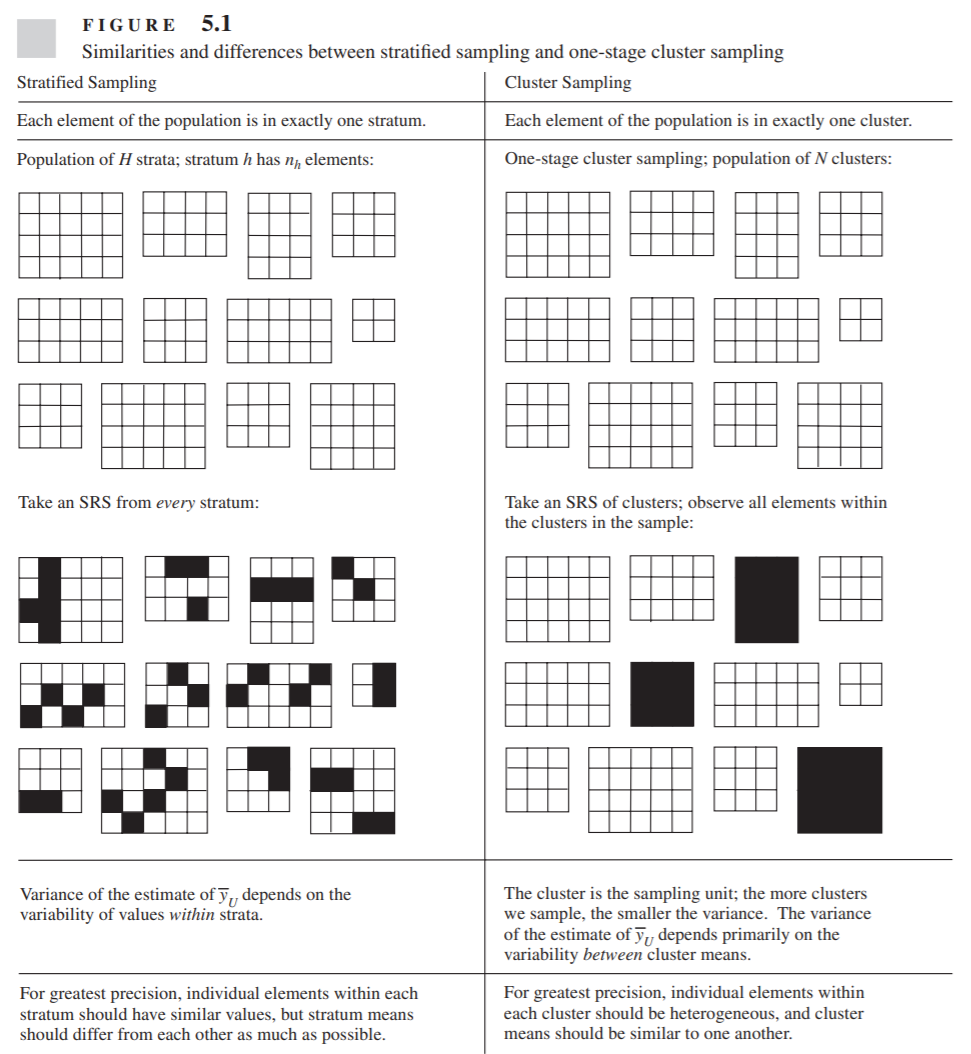 FIGURE 5.1
Similarities and differences between stratified sampling and one-stage cluster sampling
Stratified Sampling
Cluster Sampling
Each element of the population is in exactly one stratum.
Each element of the population is in exactly one cluster.
Population of H strata; stratum h has nₕ elements:
One-stage cluster sampling; population of N clusters:
Take an SRS from every stratum:
Take an SRS of clusters; observe all elements within
the clusters in the sample:
Variance of the estimate of y̅_U depends on the
variability of values within strata.
The cluster is the sampling unit; the more clusters
we sample, the smaller the variance. The variance
of the estimate of y̅_U depends primarily on the
variability between cluster means.
For greatest precision, individual elements within each
stratum should have similar values, but stratum means
should differ from each other as much as possible.
For greatest precision, individual elements within
each cluster should be heterogeneous, and cluster
means should be similar to one another.